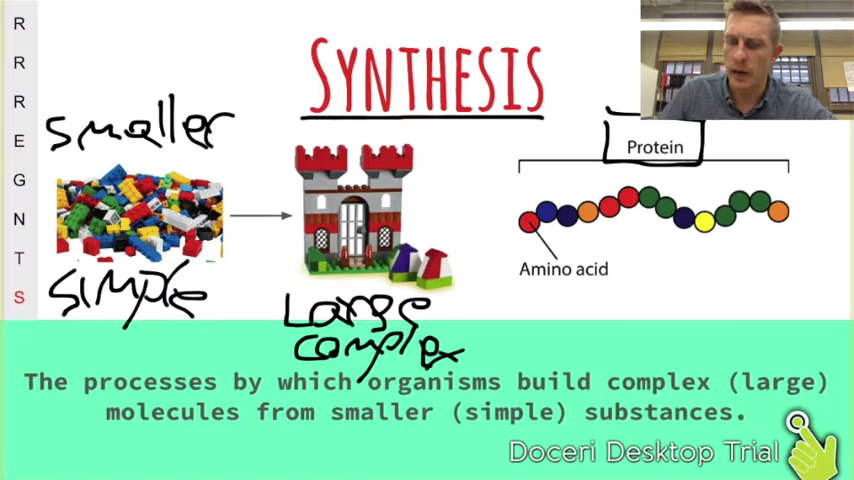 R
R
R
E
G
N
T
S
SYNTHESIS
smaller
simple
Large
complex
Protein
Amino acid
The processes by which organisms build complex (large)
molecules from smaller (simple) substances.
Doceri Desktop Trial